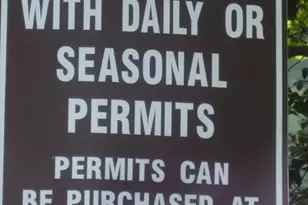 WITH DAILY OR
SEASONAL
PERMITS
PERMITS CAN
BE PURCHASED AT